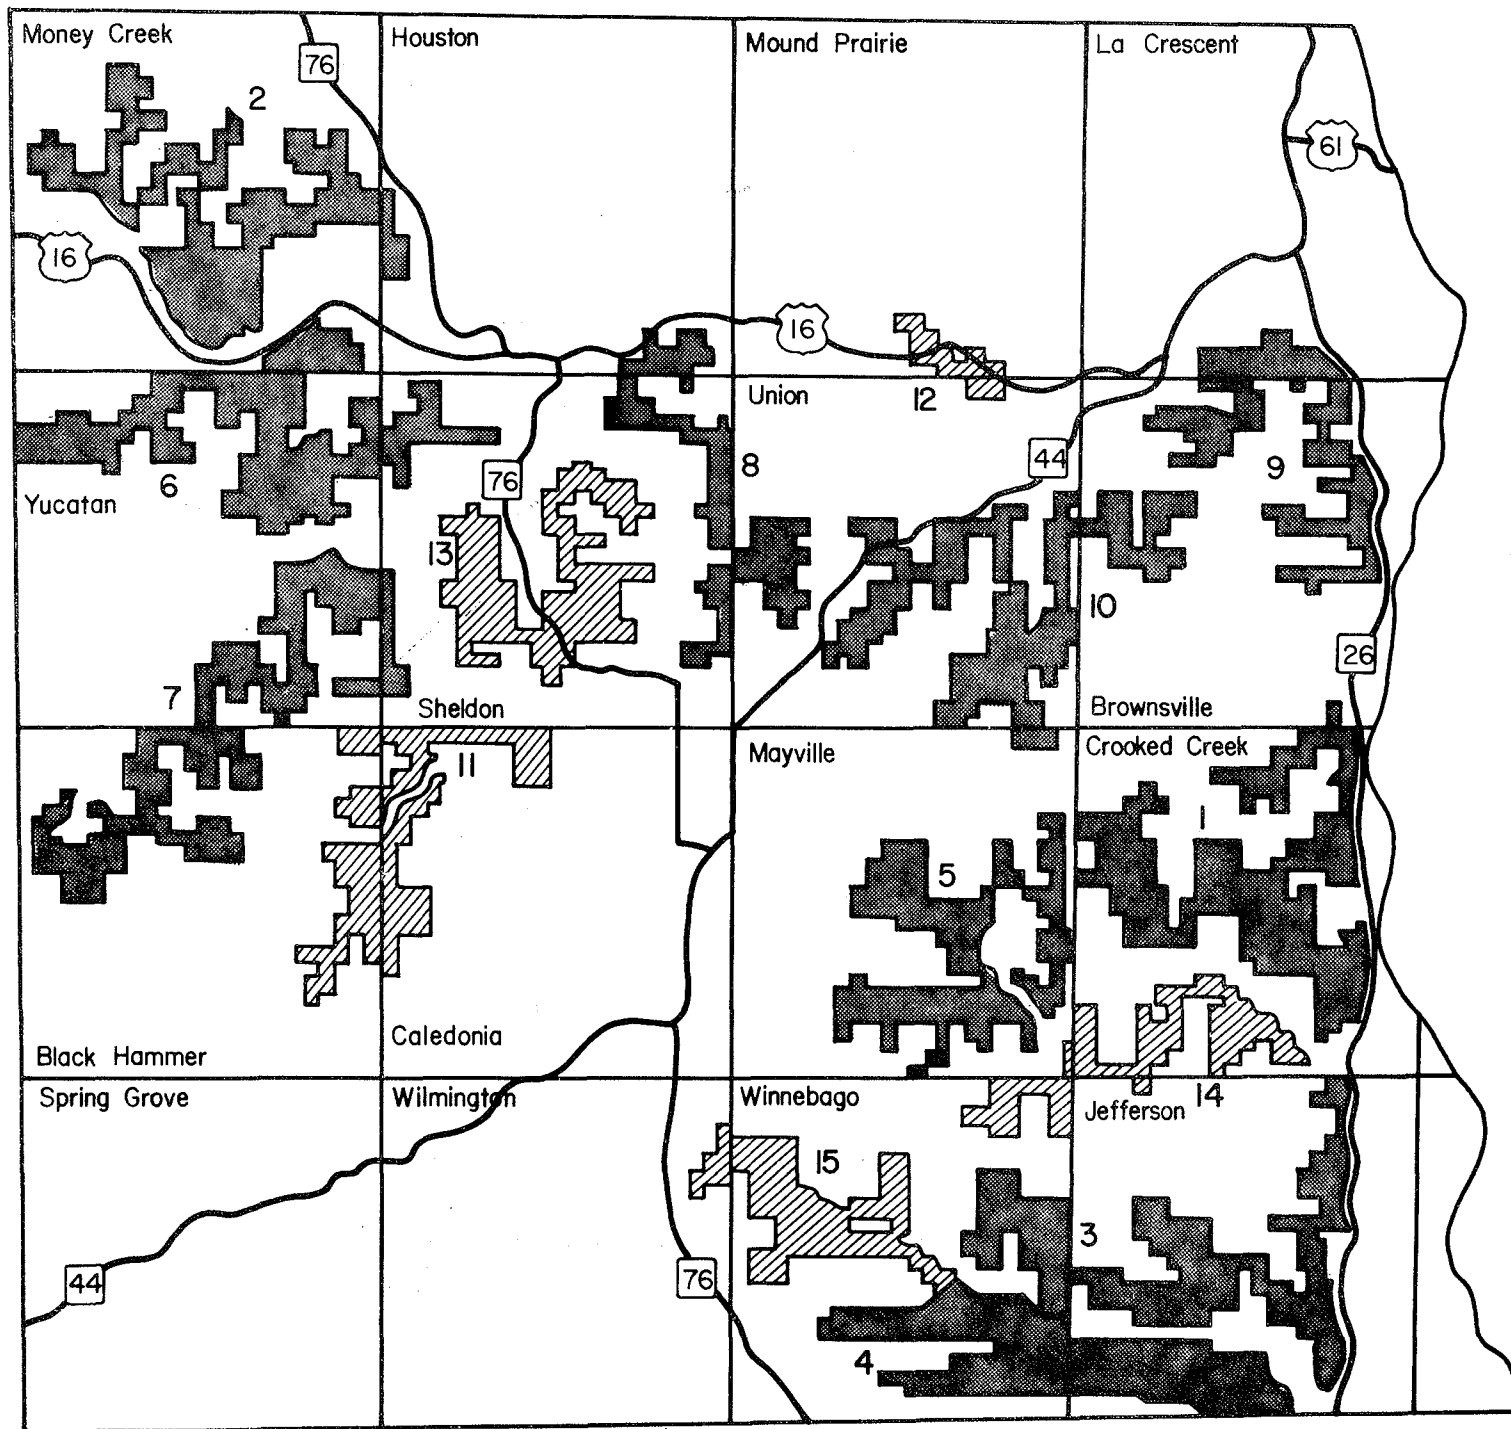 Money Creek
Houston
Mound Prairie
La Crescent
76
2
61
16
16
12
Union
8
44
9
6
Yucatan
76
13
10
26
7
Sheldon
Brownsville
11
Mayville
Crooked Creek
1
5
Black Hammer
Caledonia
Spring Grove
Wilmington
Winnebago
Jefferson
14
15
3
44
76
4